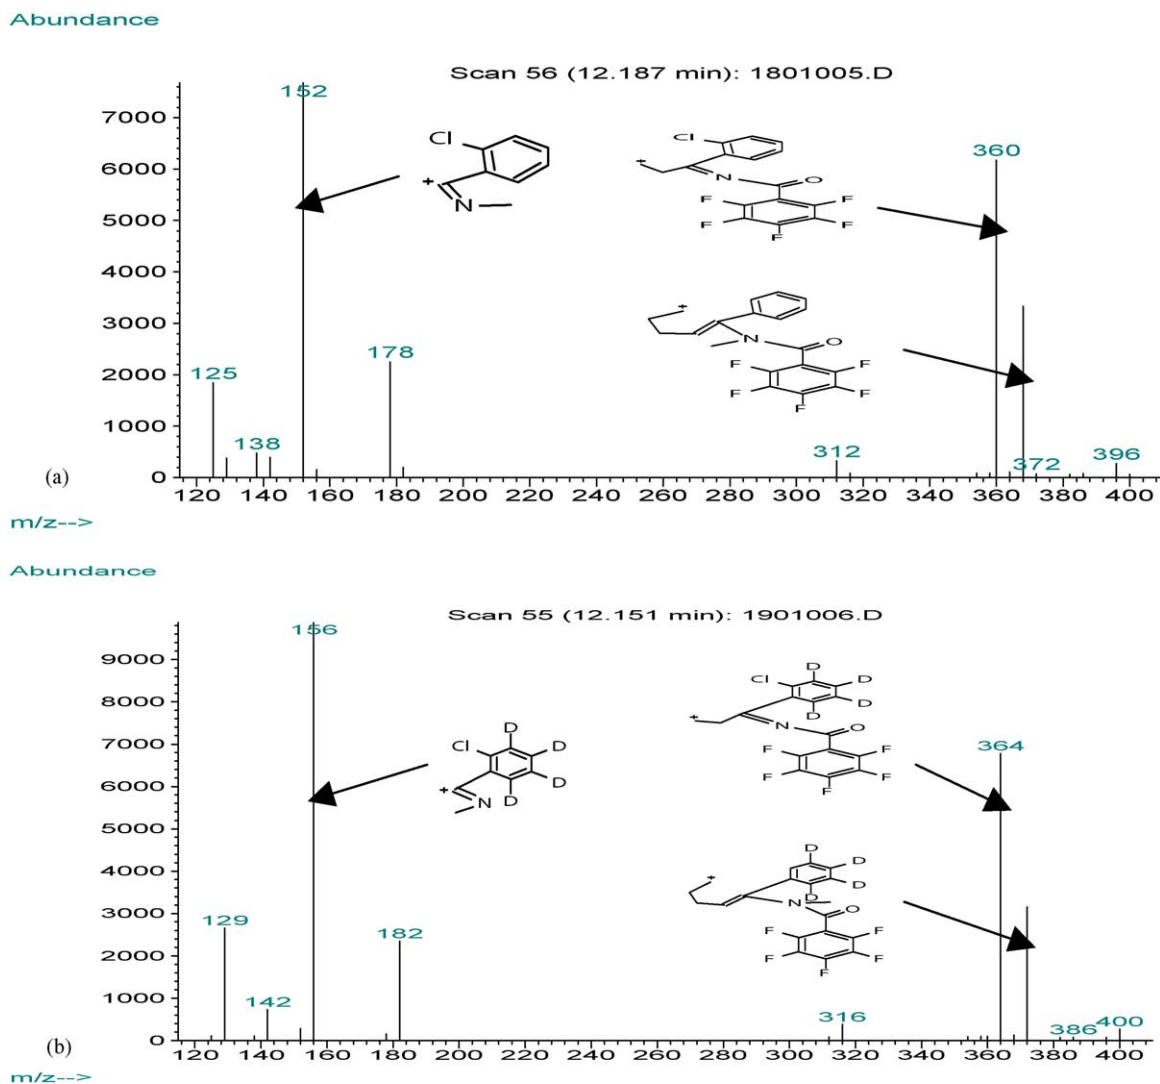 Abundance
Scan 56 (12.187 min): 1801005.D
152
7000
Cl
Cl
6000
360
+
+
N
O
N
5000
F
F
F
F
F
4000
3000
+
N
O
178
2000
125
F
F
F
F
F
1000
138
312
372
396
(a)
0
120 140 160 180 200 220 240 260 280 300 320 340 360 380 400
m/z-->
Abundance
Scan 55 (12.151 min): 1901006.D
156
9000
D
Cl
D
8000
D
D
+
N
O
7000
D
Cl
D
364
F
F
6000
D
D
+
N
F
F
F
5000
4000
D
D
+
D
D
3000
N
O
129
182
F
F
2000
F
F
F
1000
142
316
386
400
(b)
0
120 140 160 180 200 220 240 260 280 300 320 340 360 380 400
m/z-->